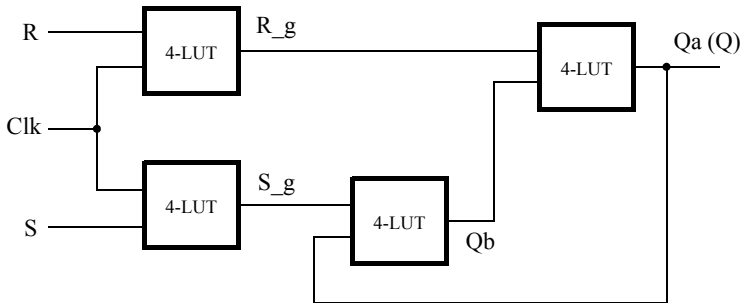 R
R_g
4-LUT
4-LUT
Qa (Q)
Clk
S_g
4-LUT
4-LUT
S
Qb